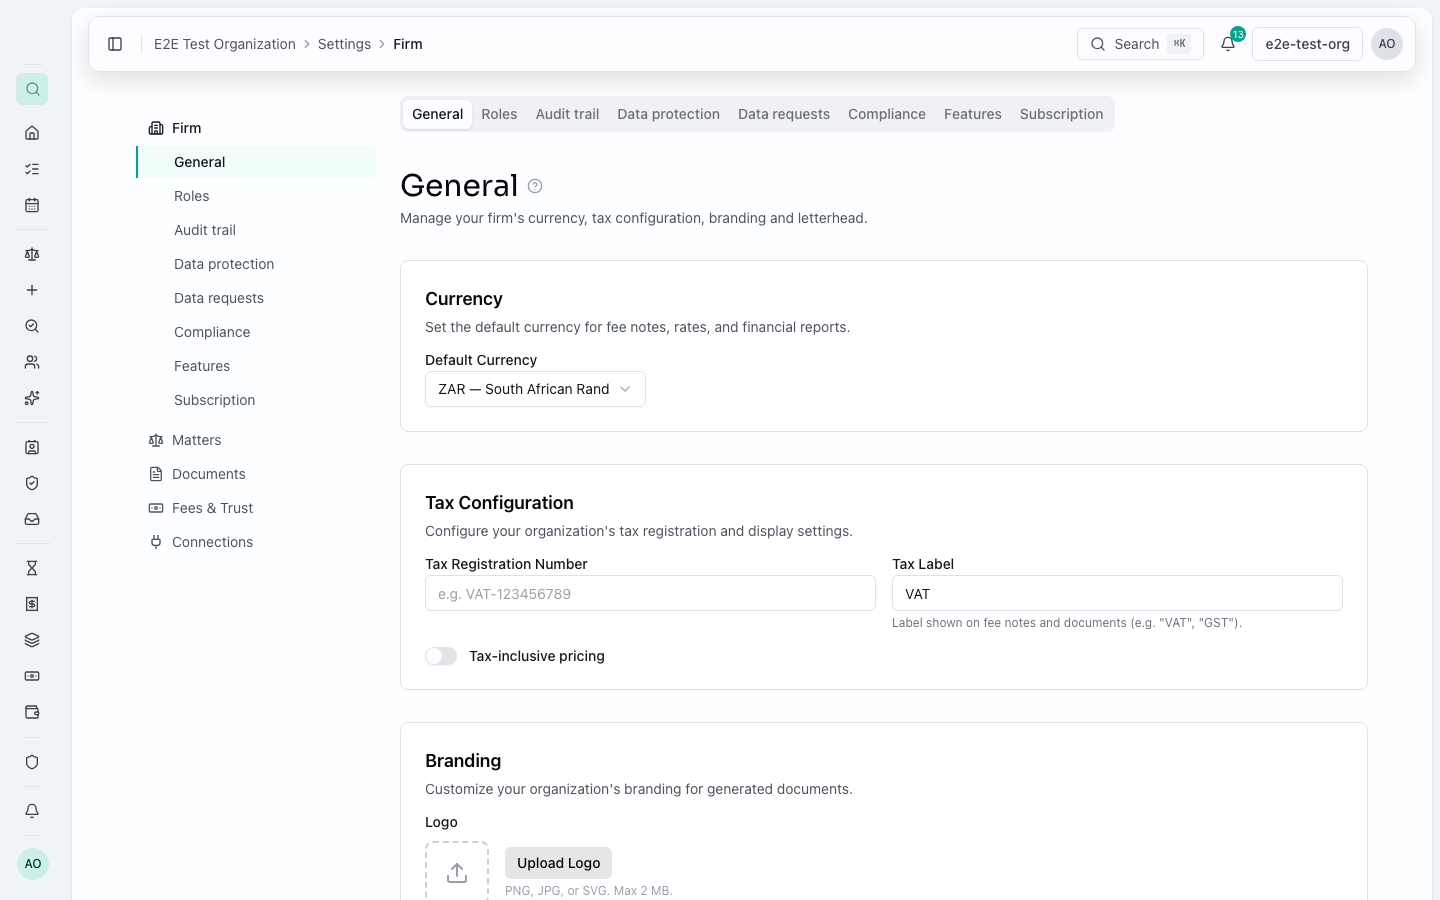 E2E Test Organization > Settings > Firm
Search ⌘K
13
e2e-test-org
AO
Firm
General
Roles
Audit trail
Data protection
Data requests
Compliance
Features
Subscription
Matters
Documents
Fees & Trust
Connections
AO
General Roles Audit trail Data protection Data requests Compliance Features Subscription
General
Manage your firm's currency, tax configuration, branding and letterhead.
Currency
Set the default currency for fee notes, rates, and financial reports.
Default Currency
ZAR — South African Rand
Tax Configuration
Configure your organization's tax registration and display settings.
Tax Registration Number
e.g. VAT-123456789
Tax Label
VAT
Label shown on fee notes and documents (e.g. "VAT", "GST").
Tax-inclusive pricing
Branding
Customize your organization's branding for generated documents.
Logo
Upload Logo
PNG, JPG, or SVG. Max 2 MB.